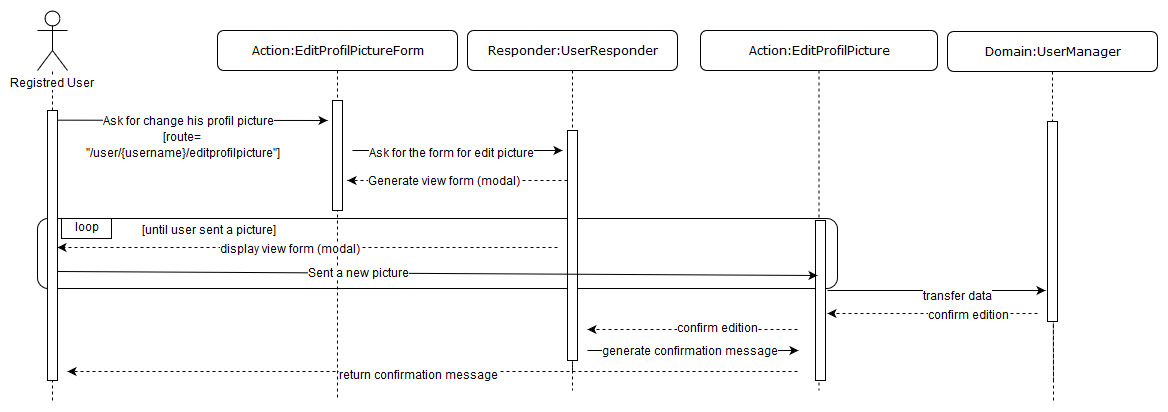 Registred User
Action:EditProfilPictureForm
Responder:UserResponder
Action:EditProfilPicture
Domain:UserManager
Ask for change his profil picture
[route=
"/user/{username}/editprofilpicture"]
Ask for the form for edit picture
Generate view form (modal)
loop
[until user sent a picture]
display view form (modal)
Sent a new picture
transfer data
confirm edition
confirm edition
generate confirmation message
return confirmation message